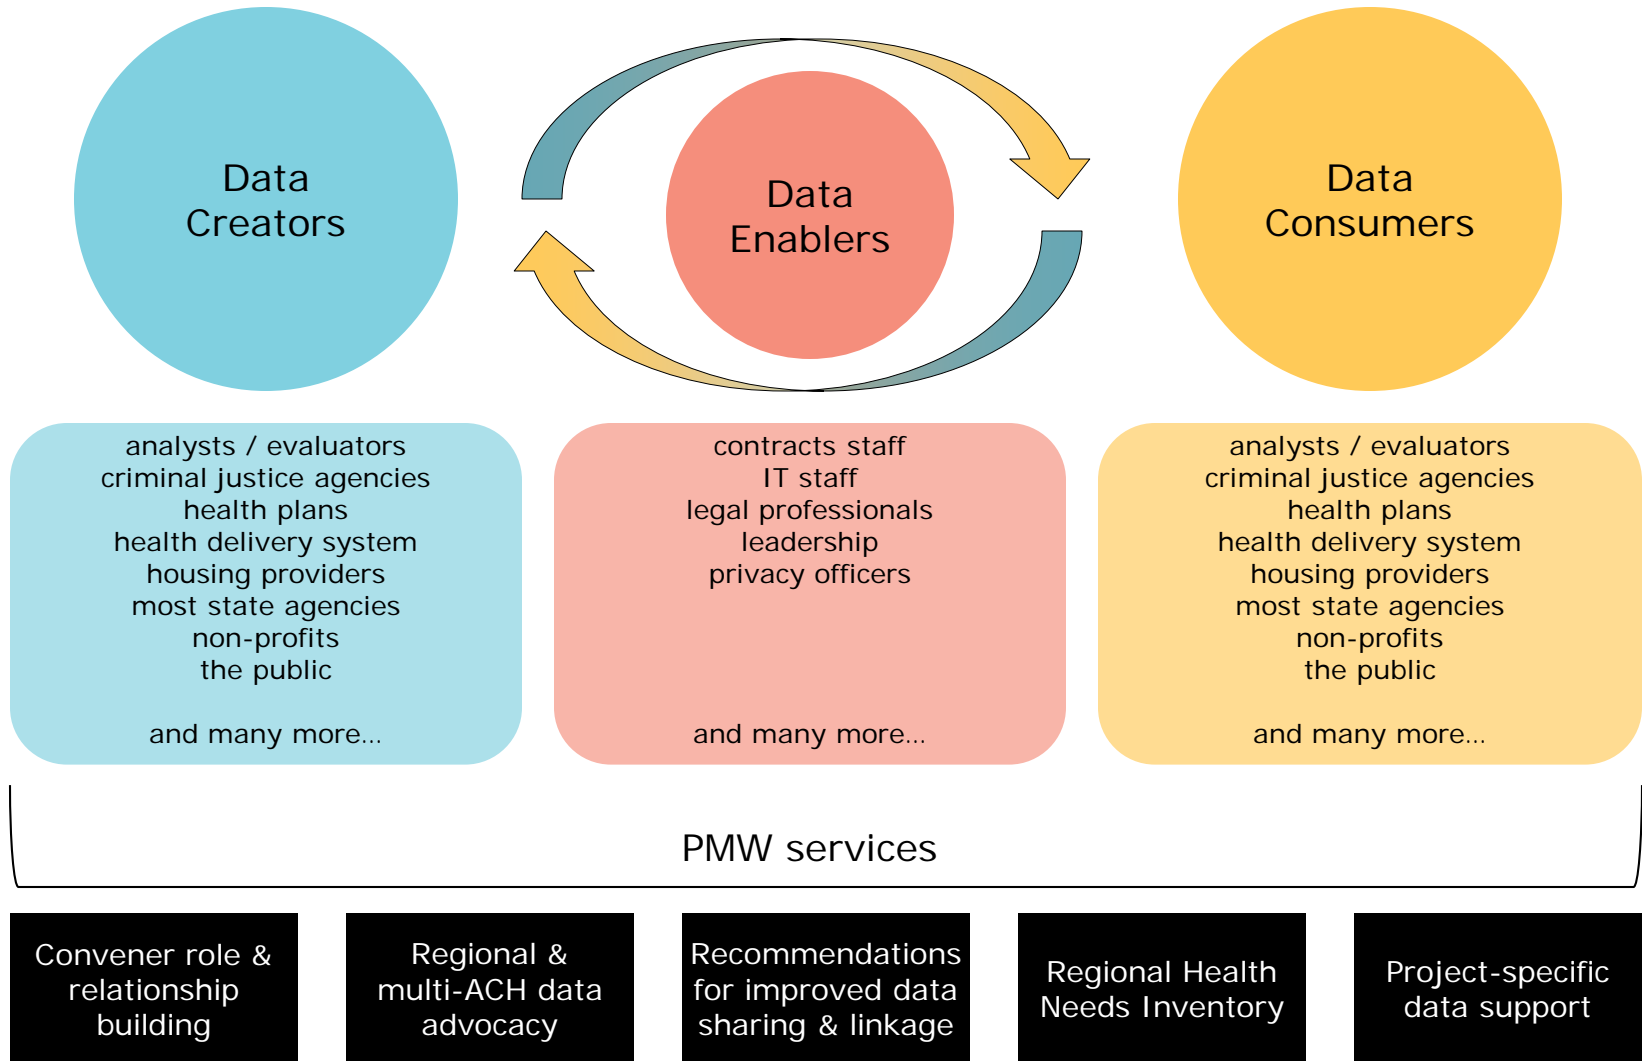 Data
Creators
Data
Enablers
Data
Consumers
analysts / evaluators
criminal justice agencies
health plans
health delivery system
housing providers
most state agencies
non-profits
the public
and many more...
contracts staff
IT staff
legal professionals
leadership
privacy officers
and many more...
analysts / evaluators
criminal justice agencies
health plans
health delivery system
housing providers
most state agencies
non-profits
the public
and many more...
PMW services
Convener role &
relationship
building
Regional &
multi-ACH data
advocacy
Recommendations
for improved data
sharing & linkage
Regional Health
Needs Inventory
Project-specific
data support